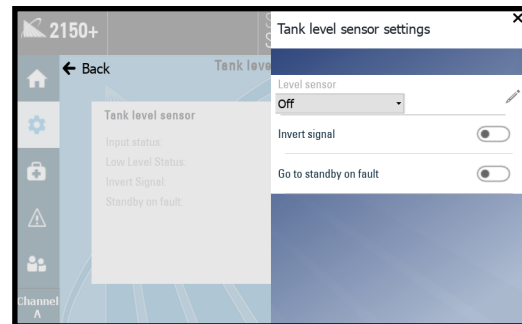 2150+
Back
Tank leve
Tank level sensor
Input status:
Low Level Status:
Invert Signal:
Standby on fault:
Channel
A
Tank level sensor settings
Level sensor
Off
Invert signal
Go to standby on fault